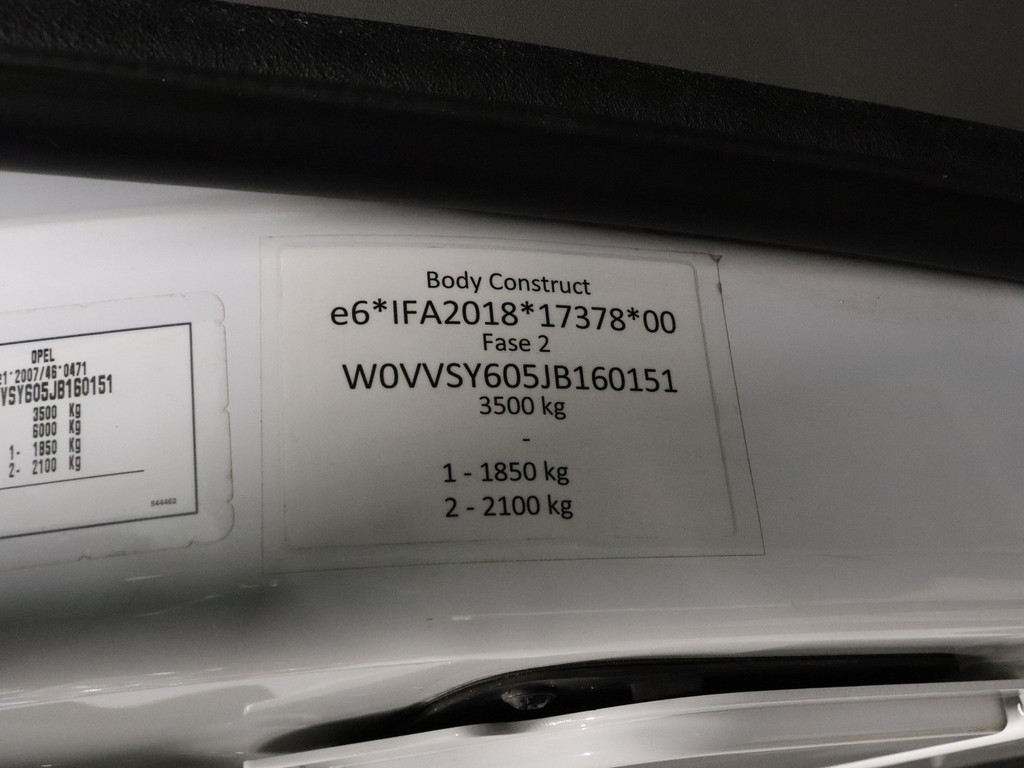 OPEL
e1*2007/46*0471
VSY605JB160151
3500 Kg
6000 Kg
1- 1850 Kg
2- 2100 Kg
Body Construct
e6*IFA2018*17378*00
Fase 2
W0VVSY605JB160151
3500 kg
-
1 - 1850 kg
2 - 2100 kg